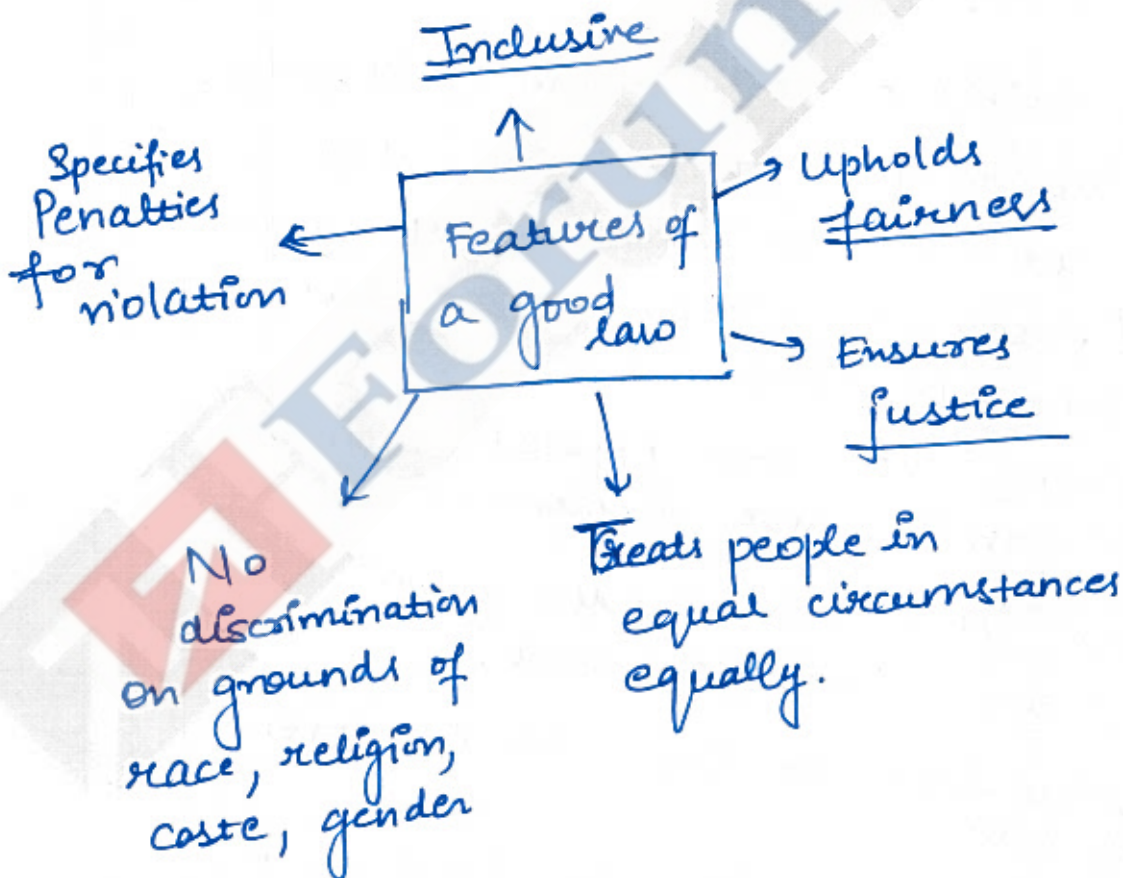 Inclusive
Specifies
Penalties
for
violation
Features of
a good
law
Upholds
fairness
Ensures
justice
No
discrimination
on grounds of
race, religion,
caste, gender
Treats people in
equal circumstances
equally.
Forum